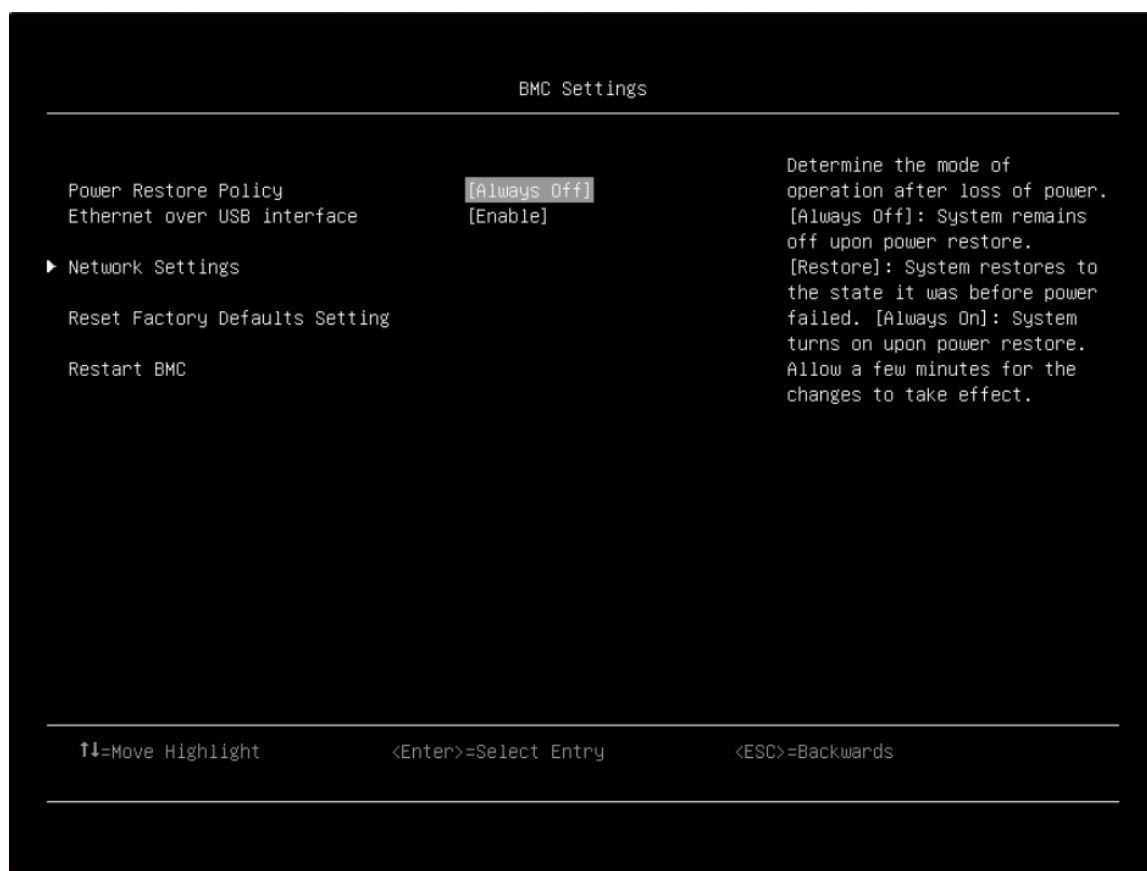 BMC Settings
Power Restore Policy [Always Off]
Ethernet over USB interface [Enable]
Network Settings
Reset Factory Defaults Setting
Restart BMC
Determine the mode of
operation after loss of power.
[Always Off]: System remains
off upon power restore.
[Restore]: System restores to
the state it was before power
failed. [Always On]: System
turns on upon power restore.
Allow a few minutes for the
changes to take effect.
↑↓=Move Highlight <Enter>=Select Entry <ESC>=Backwards